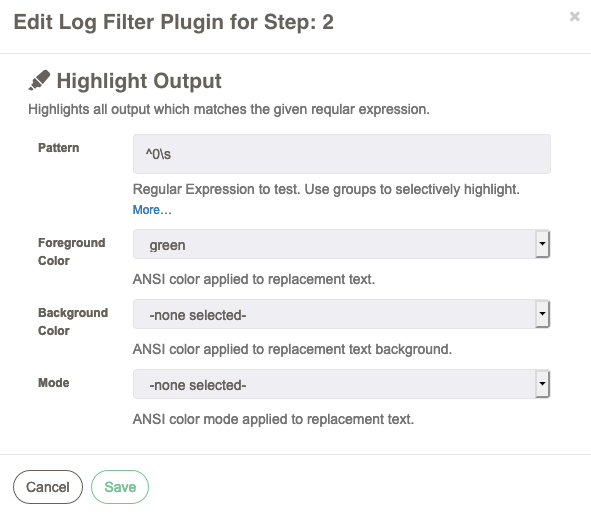 Edit Log Filter Plugin for Step: 2
×
Highlight Output
Highlights all output which matches the given reqular expression.
Pattern
^0\s
Regular Expression to test. Use groups to selectively highlight.
More…
Foreground
Color
green
ANSI color applied to replacement text.
Background
Color
-none selected-
ANSI color applied to replacement text background.
Mode
-none selected-
ANSI color mode applied to replacement text.
Cancel
Save